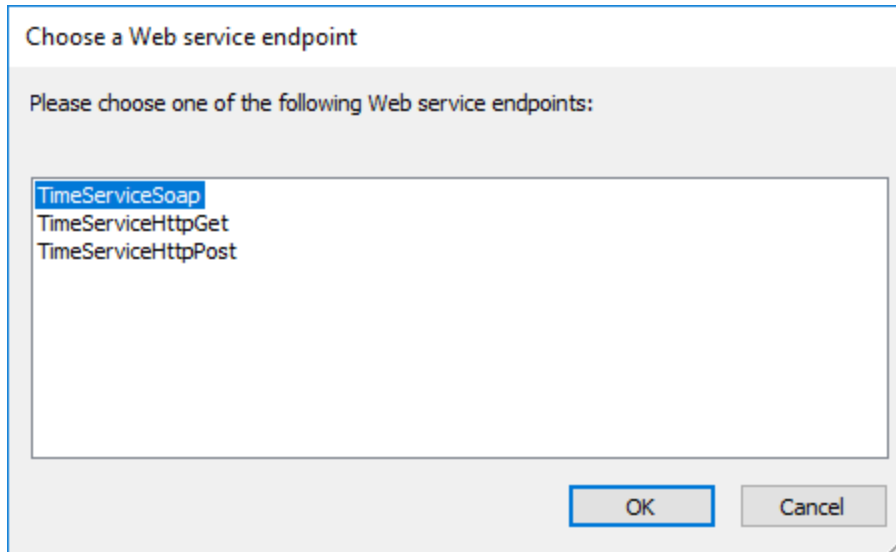 Choose a Web service endpoint
Please choose one of the following Web service endpoints:
TimeServiceSoap
TimeServiceHttpGet
TimeServiceHttpPost
OK
Cancel